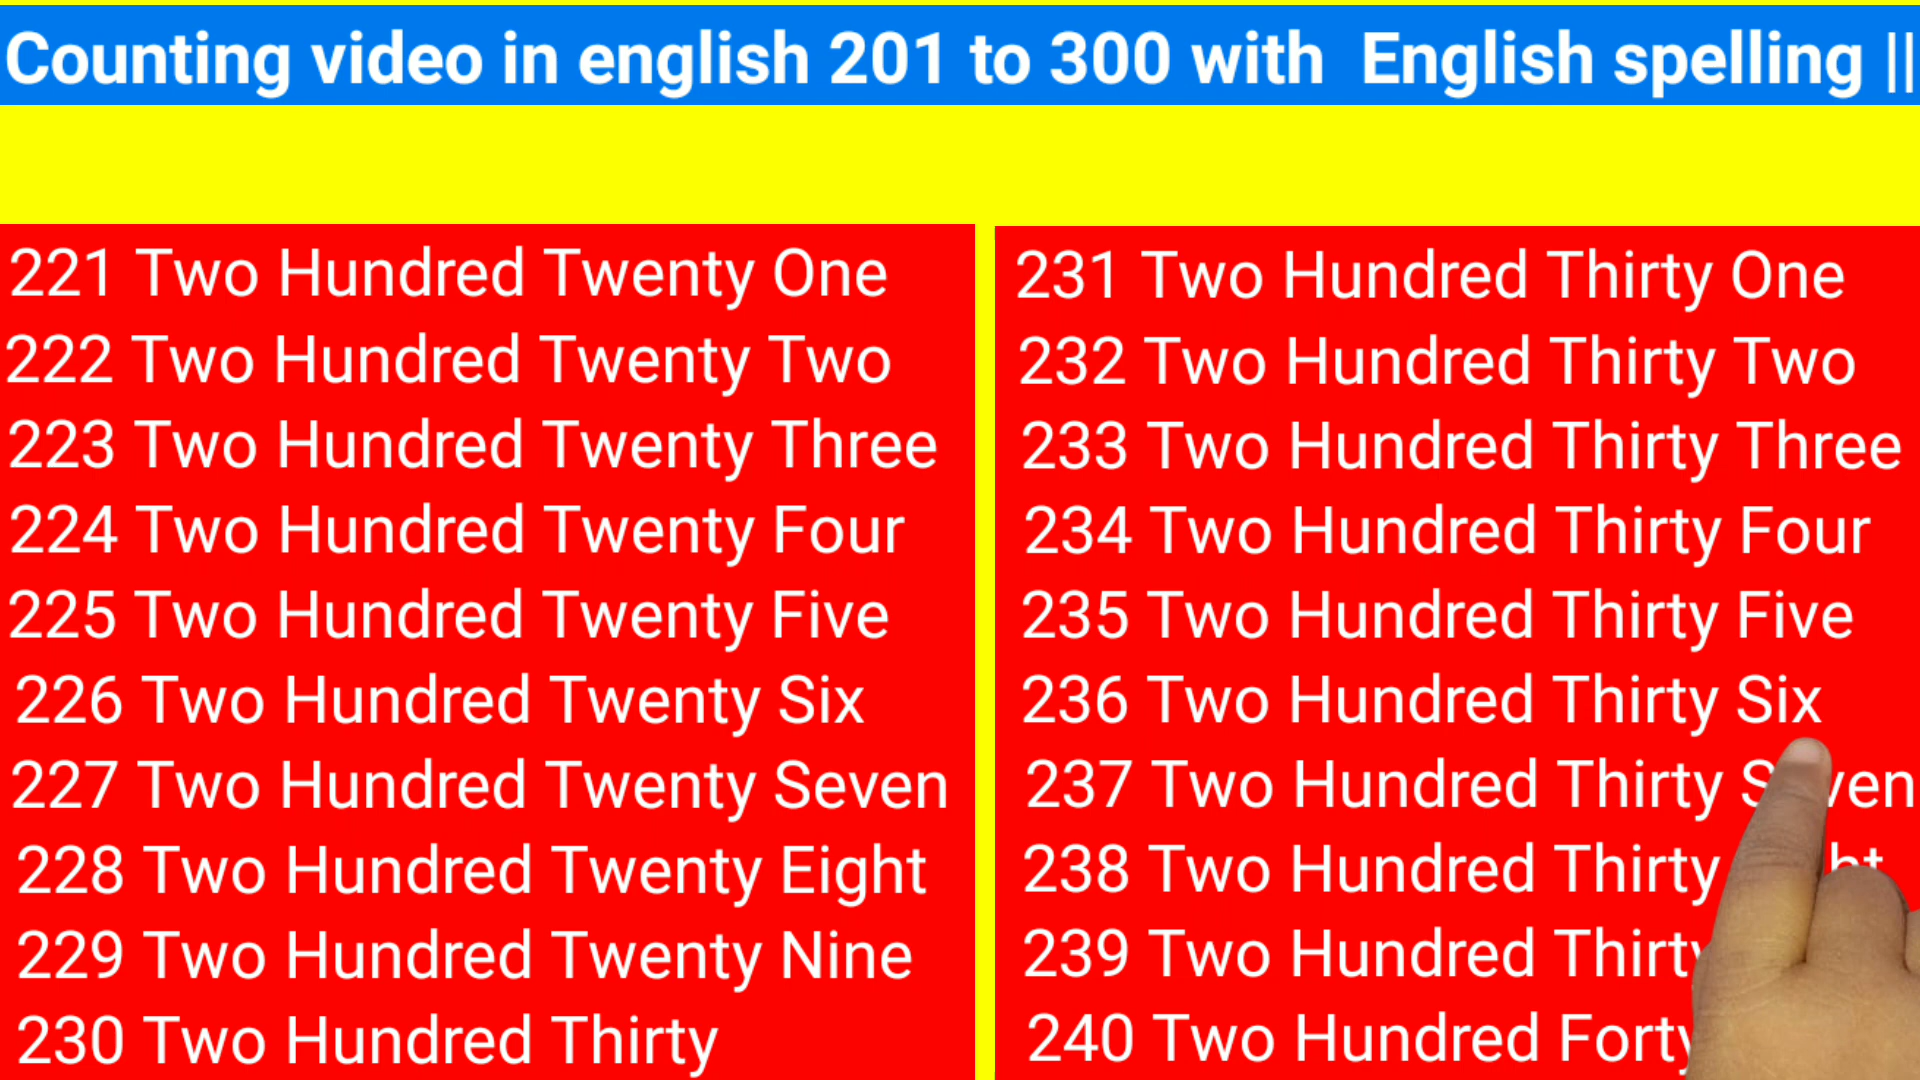 Counting video in english 201 to 300 with English spelling ||
221 Two Hundred Twenty One
222 Two Hundred Twenty Two
223 Two Hundred Twenty Three
224 Two Hundred Twenty Four
225 Two Hundred Twenty Five
226 Two Hundred Twenty Six
227 Two Hundred Twenty Seven
228 Two Hundred Twenty Eight
229 Two Hundred Twenty Nine
230 Two Hundred Thirty
231 Two Hundred Thirty One
232 Two Hundred Thirty Two
233 Two Hundred Thirty Three
234 Two Hundred Thirty Four
235 Two Hundred Thirty Five
236 Two Hundred Thirty Six
237 Two Hundred Thirty Seven
238 Two Hundred Thirty
239 Two Hundred Thirty
240 Two Hundred Forty